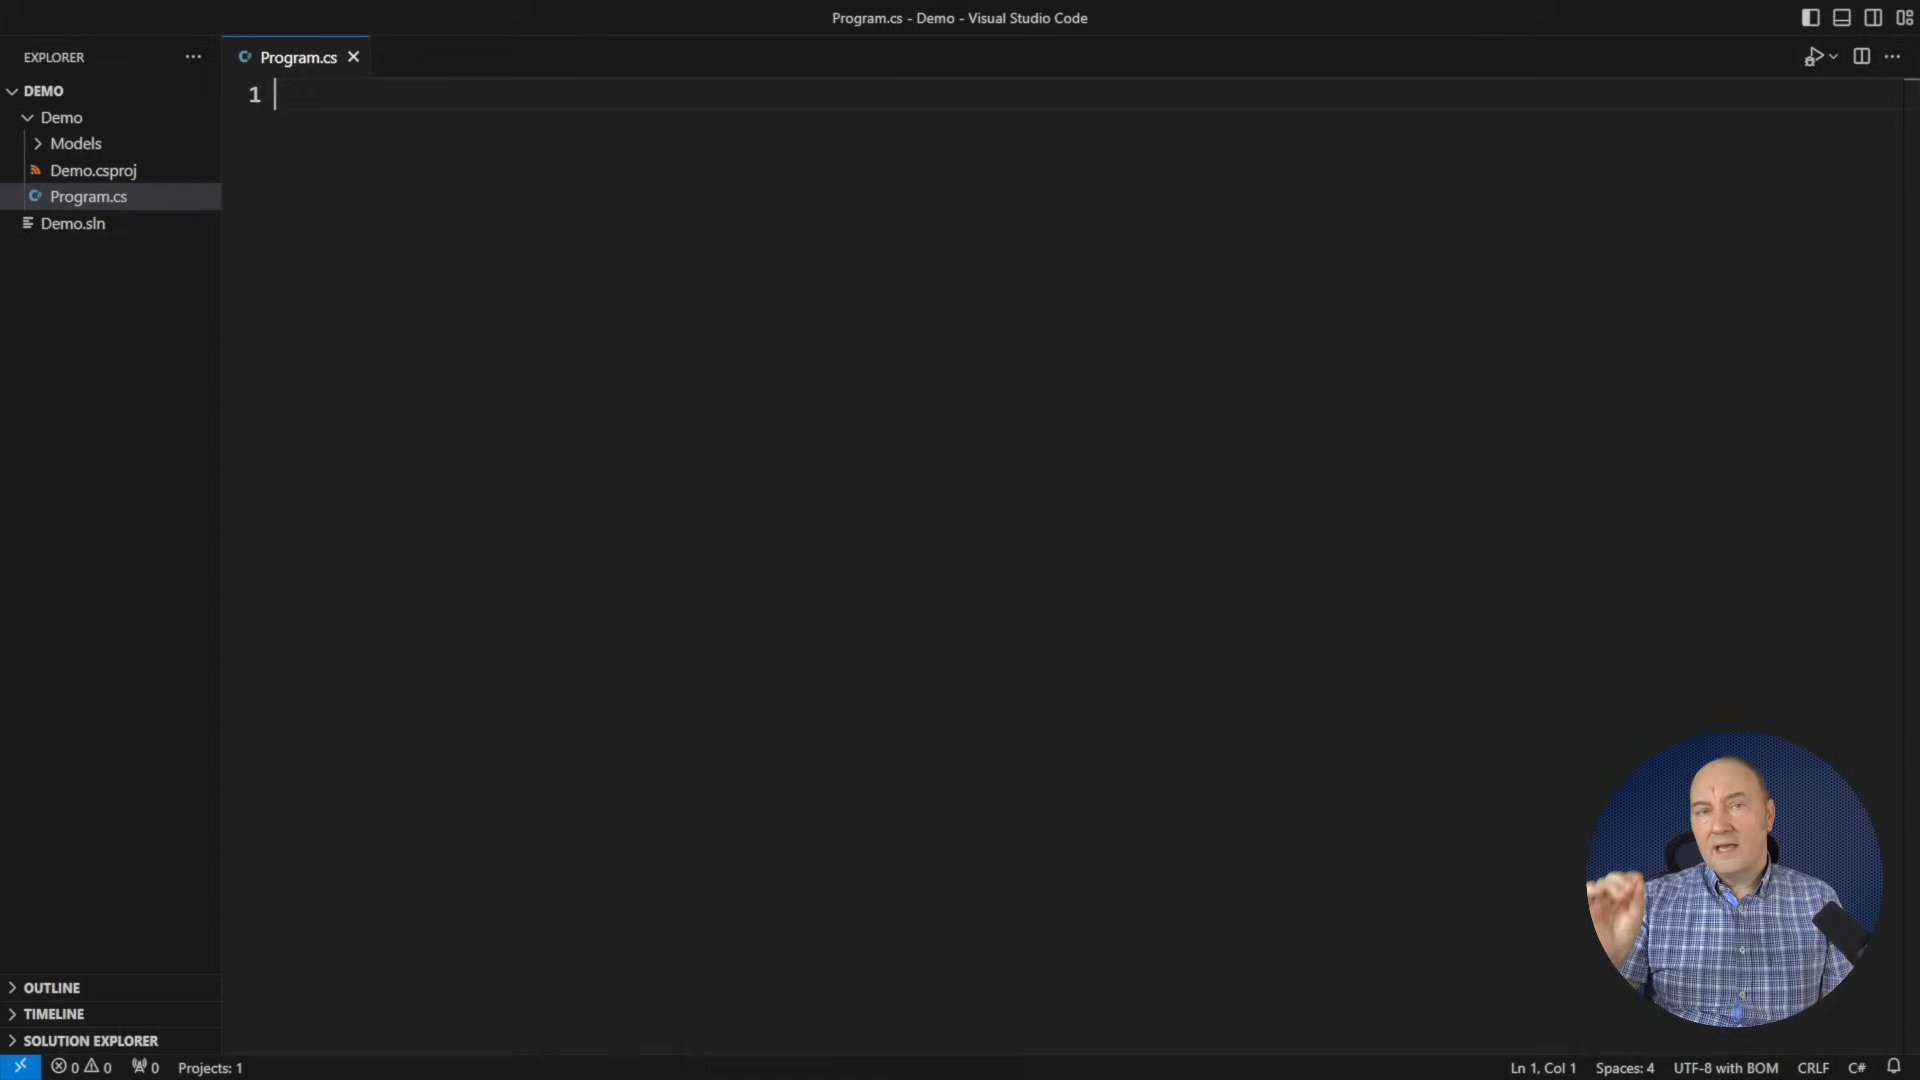 Program.cs - Demo - Visual Studio Code
EXPLORER
Program.cs
DEMO
Demo
Models
Demo.csproj
Program.cs
Demo.sln
1
OUTLINE
TIMELINE
SOLUTION EXPLORER
0 0 0 Projects: 1 Ln 1, Col 1 Spaces: 4 UTF-8 with BOM CRLF C#